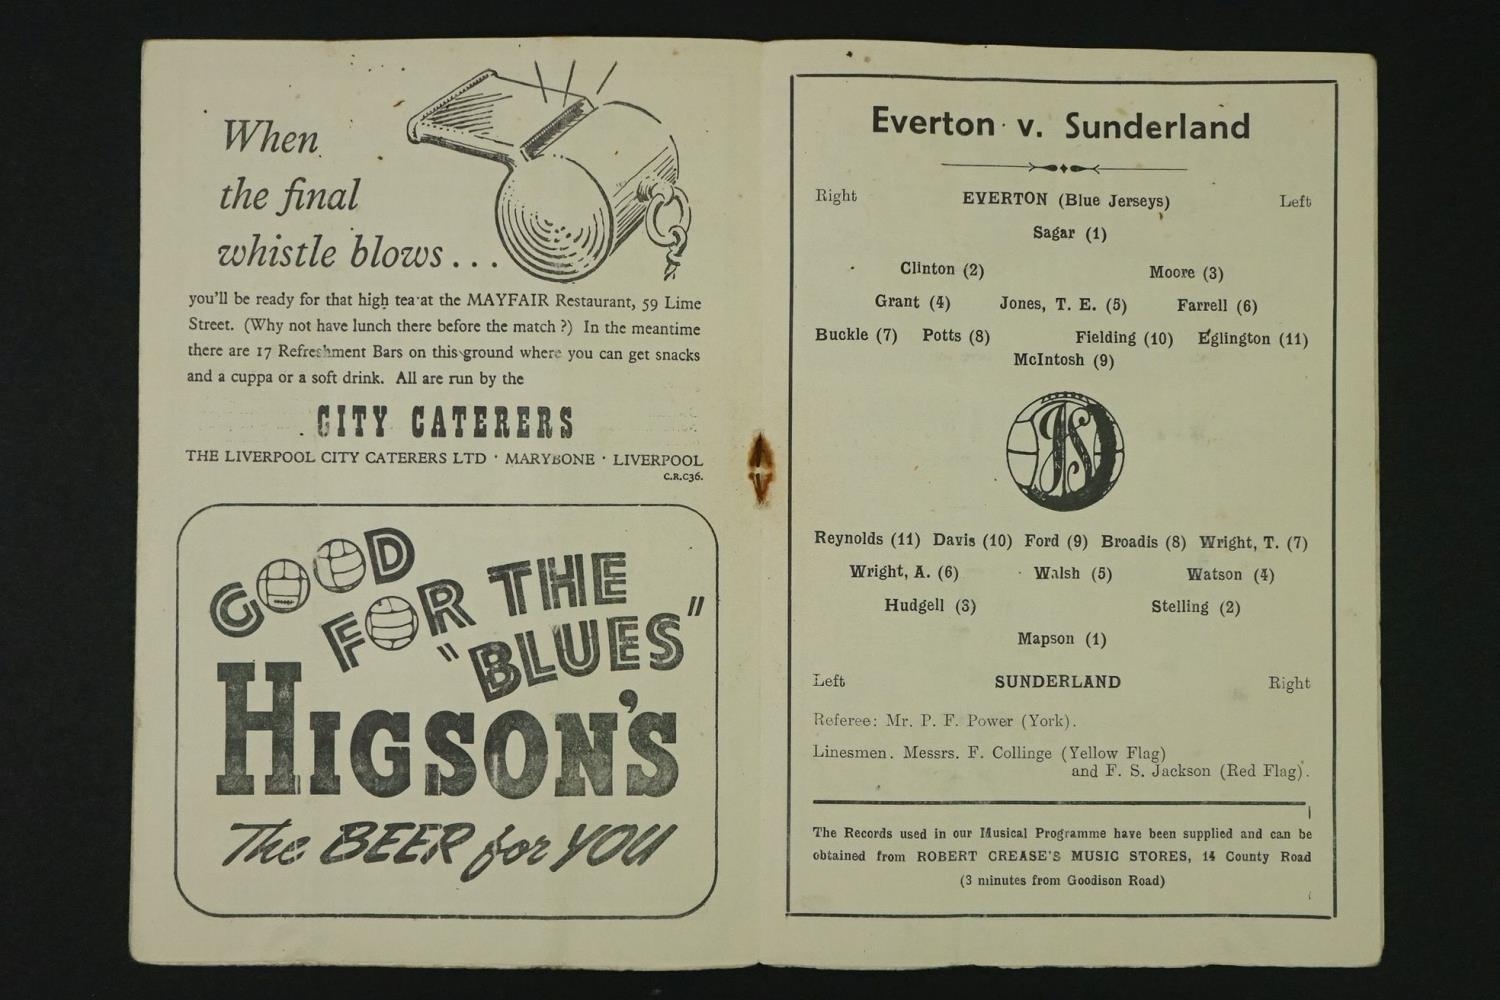 When
the final
whistle blows...
you'll be ready for that high tea at the MAYFAIR Restaurant, 59 Lime
Street. (Why not have lunch there before the match?) In the meantime
there are 17 Refreshment Bars on this ground where you can get snacks
and a cuppa or a soft drink. All are run by the
CITY CATERERS
THE LIVERPOOL CITY CATERERS LTD · MARYBONE · LIVERPOOL
C.R.C36.
GOOD
FOR THE
"BLUES"
HIGSON'S
The BEER for YOU
Everton v. Sunderland
Right EVERTON (Blue Jerseys) Left
Sagar (1)
Clinton (2) Moore (3)
Grant (4) Jones, T. E. (5) Farrell (6)
Buckle (7) Potts (8) Fielding (10) Eglington (11)
McIntosh (9)
Reynolds (11) Davis (10) Ford (9) Broadis (8) Wright, T. (7)
Wright, A. (6) Walsh (5) Watson (4)
Hudgell (3) Stelling (2)
Mapson (1)
Left SUNDERLAND Right
Referee: Mr. P. F. Power (York).
Linesmen. Messrs. F. Collinge (Yellow Flag)
and F. S. Jackson (Red Flag).
The Records used in our Musical Programme have been supplied and can be
obtained from ROBERT CREASE'S MUSIC STORES, 14 County Road
(3 minutes from Goodison Road)